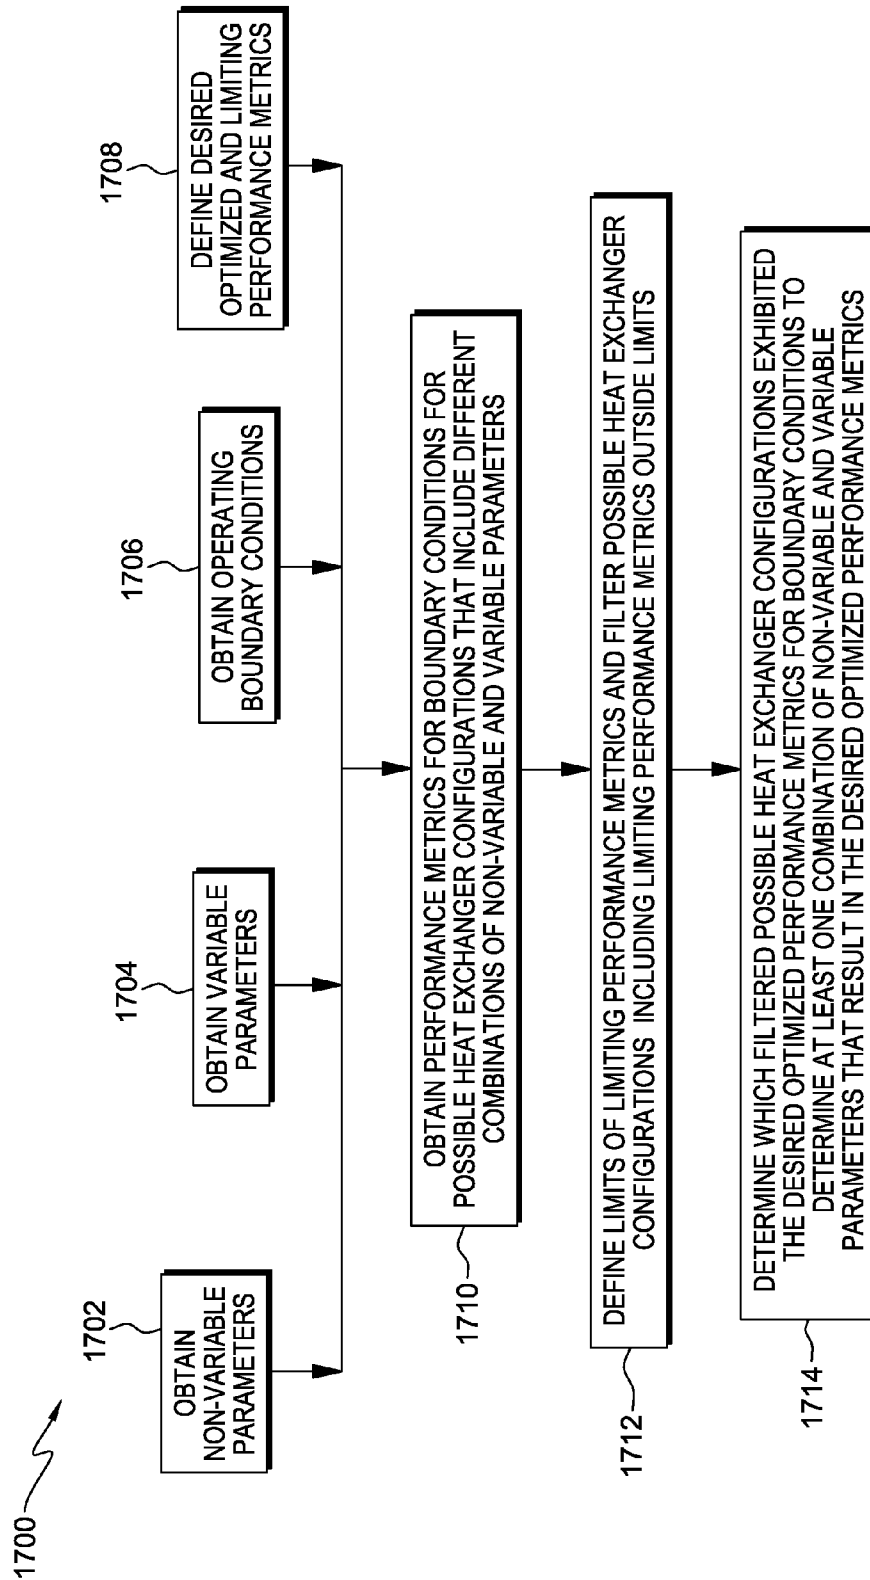 1700
1702
OBTAIN
NON-VARIABLE
PARAMETERS
1704
OBTAIN VARIABLE
PARAMETERS
1706
OBTAIN OPERATING
BOUNDARY CONDITIONS
1708
DEFINE DESIRED
OPTIMIZED AND LIMITING
PERFORMANCE METRICS
1710
OBTAIN PERFORMANCE METRICS FOR BOUNDARY CONDITIONS FOR
POSSIBLE HEAT EXCHANGER CONFIGURATIONS THAT INCLUDE DIFFERENT
COMBINATIONS OF NON-VARIABLE AND VARIABLE PARAMETERS
1712
DEFINE LIMITS OF LIMITING PERFORMANCE METRICS AND FILTER POSSIBLE HEAT EXCHANGER
CONFIGURATIONS INCLUDING LIMITING PERFORMANCE METRICS OUTSIDE LIMITS
1714
DETERMINE WHICH FILTERED POSSIBLE HEAT EXCHANGER CONFIGURATIONS EXHIBITED
THE DESIRED OPTIMIZED PERFORMANCE METRICS FOR BOUNDARY CONDITIONS TO
DETERMINE AT LEAST ONE COMBINATION OF NON-VARIABLE AND VARIABLE
PARAMETERS THAT RESULT IN THE DESIRED OPTIMIZED PERFORMANCE METRICS